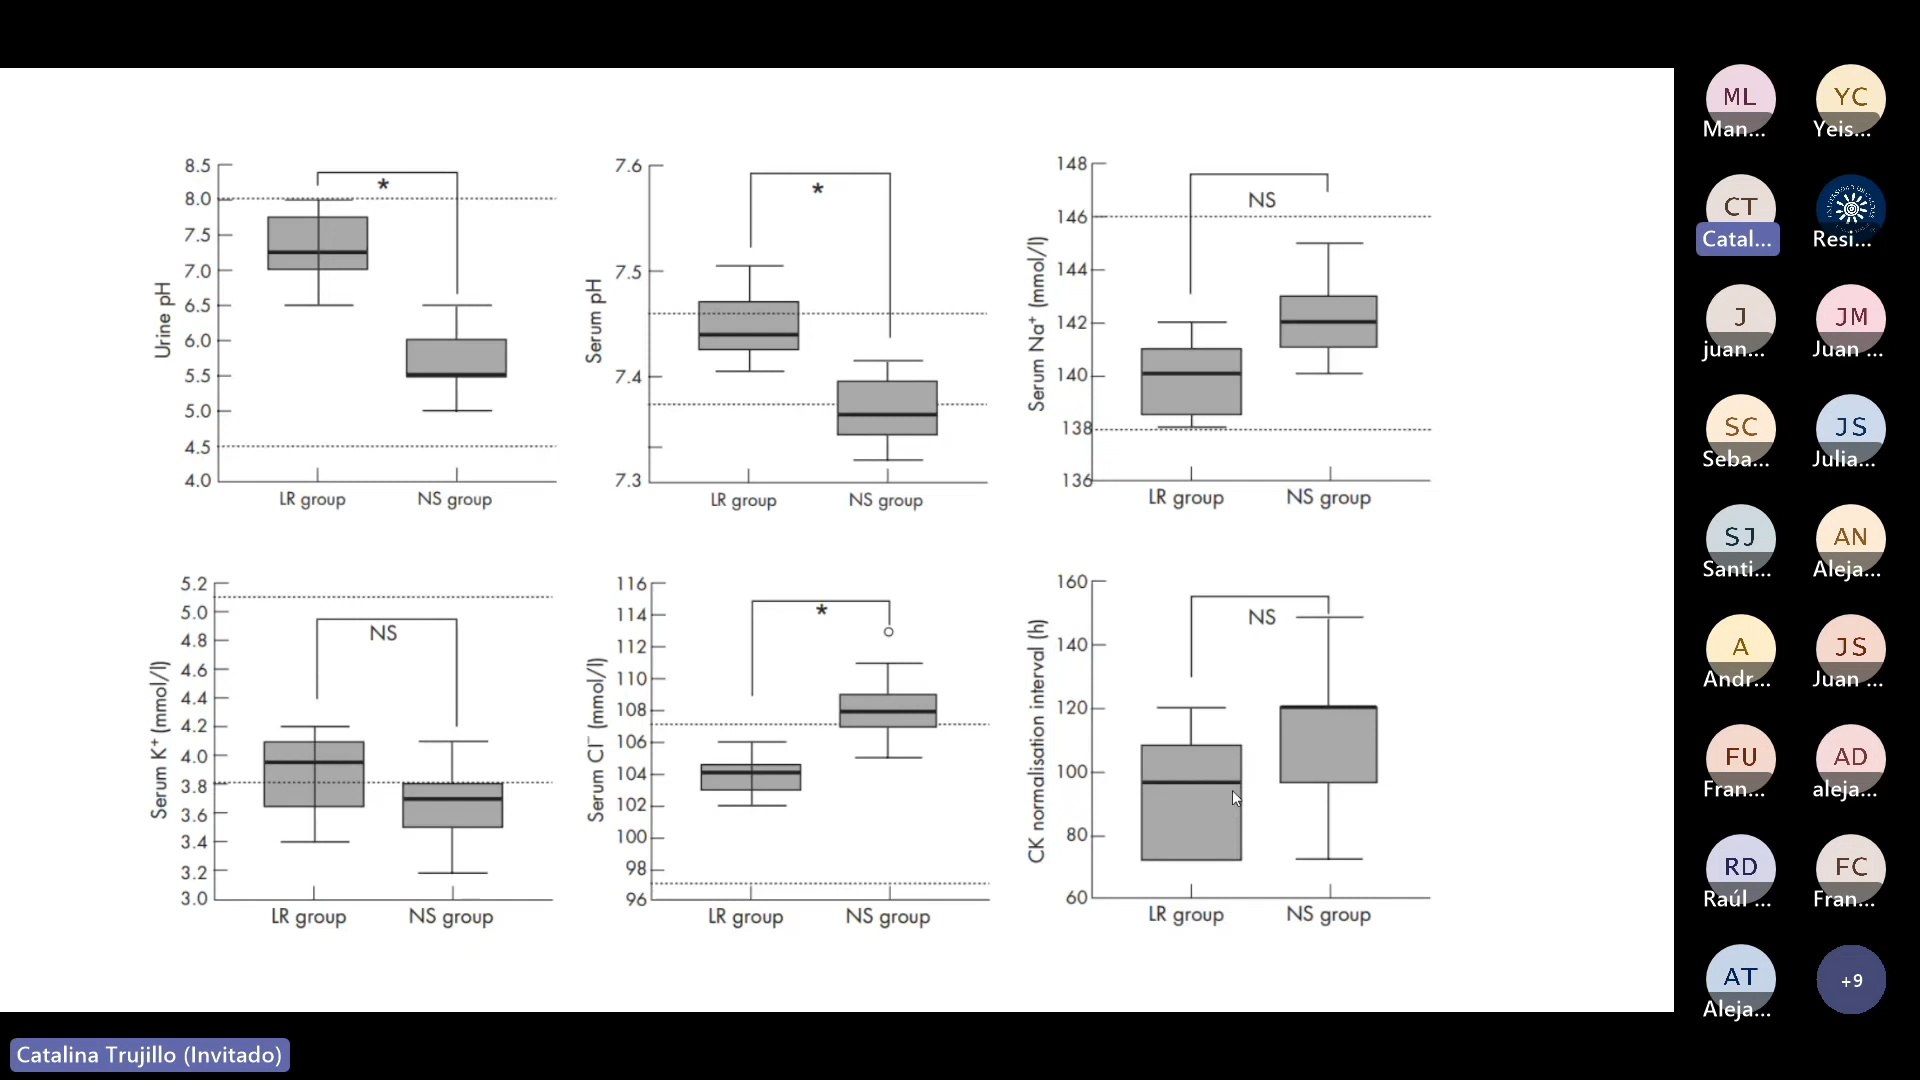 8.5
8.0
7.5
7.0
6.5
6.0
5.5
5.0
4.5
4.0
Urine pH
*
LR group
NS group
7.6
7.5
7.4
7.3
Serum pH
*
LR group
NS group
148
146
144
142
140
138
136
Serum Na⁺ (mmol/l)
NS
LR group
NS group
5.2
5.0
4.8
4.6
4.4
4.2
4.0
3.8
3.6
3.4
3.2
3.0
Serum K⁺ (mmol/l)
NS
LR group
NS group
116
114
112
110
108
106
104
102
100
98
96
Serum Cl⁻ (mmol/l)
*
LR group
NS group
160
140
120
100
80
60
CK normalisation interval (h)
NS
LR group
NS group
ML
Man...
YC
Yeis...
CT
Catal...
Resi...
J
juan...
JM
Juan ...
SC
Seba...
JS
Julia...
SJ
Santi...
AN
Aleja...
A
Andr...
JS
Juan ...
FU
Fran...
AD
aleja...
RD
Raúl ...
FC
Fran...
AT
Aleja...
+9
Catalina Trujillo (Invitado)